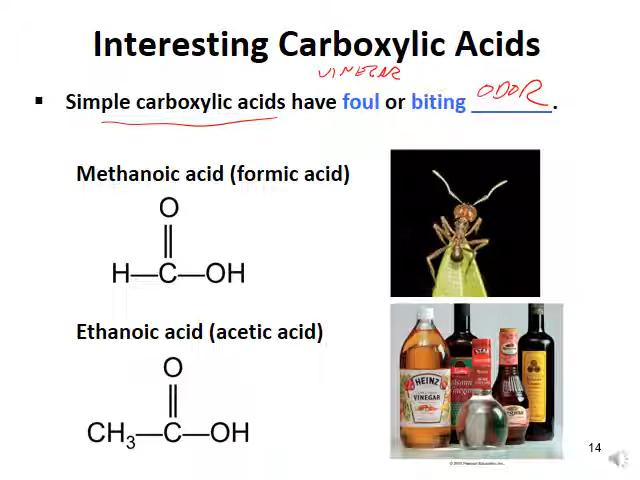 Interesting Carboxylic Acids
VINEGAR
▪ Simple carboxylic acids have foul or biting ODOR.
Methanoic acid (formic acid)
O
H—C—OH
Ethanoic acid (acetic acid)
O
CH3—C—OH
HEINZ
VINEGAR
STAR
14